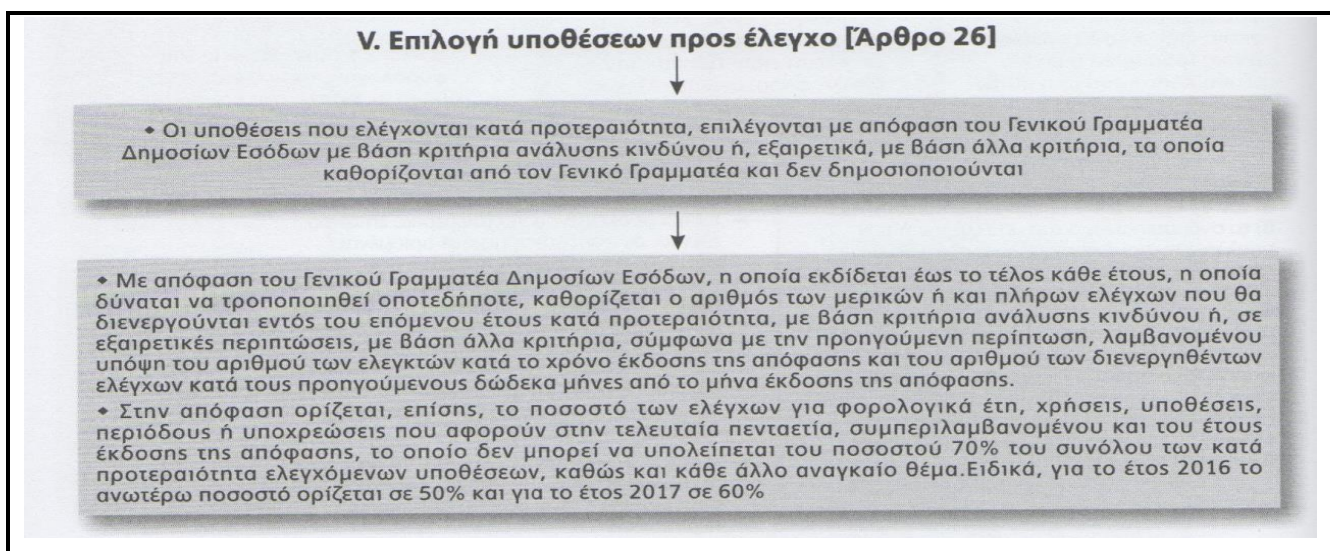 V. Επιλογή υποθέσεων προς έλεγχο [Άρθρο 26]
◆ Οι υποθέσεις που ελέγχονται κατά προτεραιότητα, επιλέγονται με απόφαση του Γενικού Γραμματέα
Δημοσίων Εσόδων με βάση κριτήρια ανάλυσης κινδύνου ή, εξαιρετικά, με βάση άλλα κριτήρια, τα οποία
καθορίζονται από τον Γενικό Γραμματέα και δεν δημοσιοποιούνται
◆ Με απόφαση του Γενικού Γραμματέα Δημοσίων Εσόδων, η οποία εκδίδεται έως το τέλος κάθε έτους, η οποία
δύναται να τροποποιηθεί οποτεδήποτε, καθορίζεται ο αριθμός των μερικών ή και πλήρων ελέγχων που θα
διενεργούνται εντός του επόμενου έτους κατά προτεραιότητα, με βάση κριτήρια ανάλυσης κινδύνου ή, σε
εξαιρετικές περιπτώσεις, με βάση άλλα κριτήρια, σύμφωνα με την προηγούμενη περίπτωση, λαμβανομένου
υπόψη του αριθμού των ελεγκτών κατά το χρόνο έκδοσης της απόφασης και του αριθμού των διενεργηθέντων
ελέγχων κατά τους προηγούμενους δώδεκα μήνες από το μήνα έκδοσης της απόφασης.
◆ Στην απόφαση ορίζεται, επίσης, το ποσοστό των ελέγχων για φορολογικά έτη, χρήσεις, υποθέσεις,
περιόδους ή υποχρεώσεις που αφορούν στην τελευταία πενταετία, συμπεριλαμβανομένου και του έτους
έκδοσης της απόφασης, το οποίο δεν μπορεί να υπολείπεται του ποσοστού 70% του συνόλου των κατά
προτεραιότητα ελεγχόμενων υποθέσεων, καθώς και κάθε άλλο αναγκαίο θέμα.Ειδικά, για το έτος 2016 το
ανωτέρω ποσοστό ορίζεται σε 50% και για το έτος 2017 σε 60%